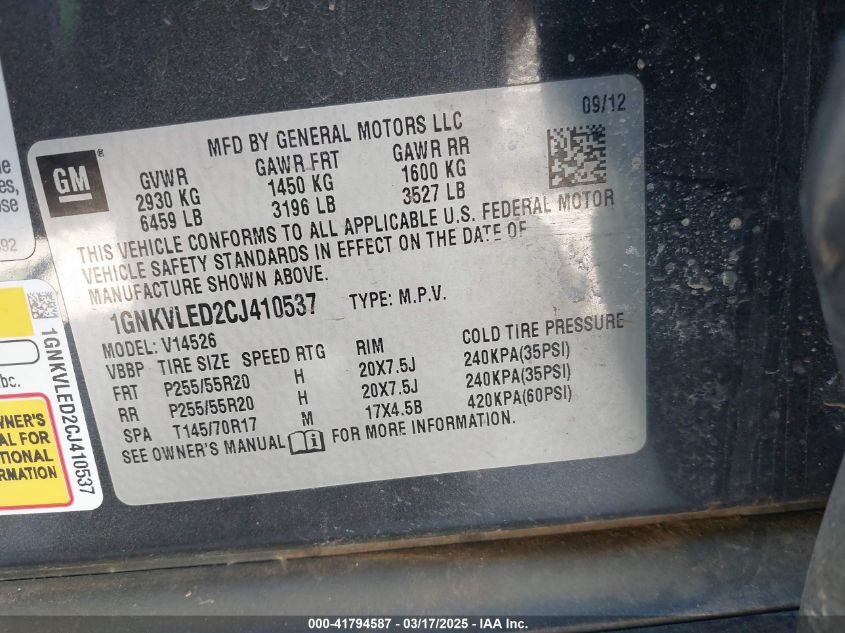 09/12
MFD BY GENERAL MOTORS LLC
GM ®
GVWR GAWR FRT GAWR RR
2930 KG 1450 KG 1600 KG
6459 LB 3196 LB 3527 LB
THIS VEHICLE CONFORMS TO ALL APPLICABLE U.S. FEDERAL MOTOR
VEHICLE SAFETY STANDARDS IN EFFECT ON THE DATE OF
MANUFACTURE SHOWN ABOVE.
1GNKVLED2CJ410537 TYPE: M.P.V.
MODEL: V14526
VBBP TIRE SIZE SPEED RTG RIM COLD TIRE PRESSURE
FRT P255/55R20 H 20X7.5J 240KPA(35PSI)
RR P255/55R20 H 20X7.5J 240KPA(35PSI)
SPA T145/70R17 M 17X4.5B 420KPA(60PSI)
SEE OWNER'S MANUAL FOR MORE INFORMATION.
92
1GNKVLED2CJ410537
bc.
WNER'S
AL FOR
TIONAL
RMATION
000-41794587 — 03/17/2025 — IAA Inc.